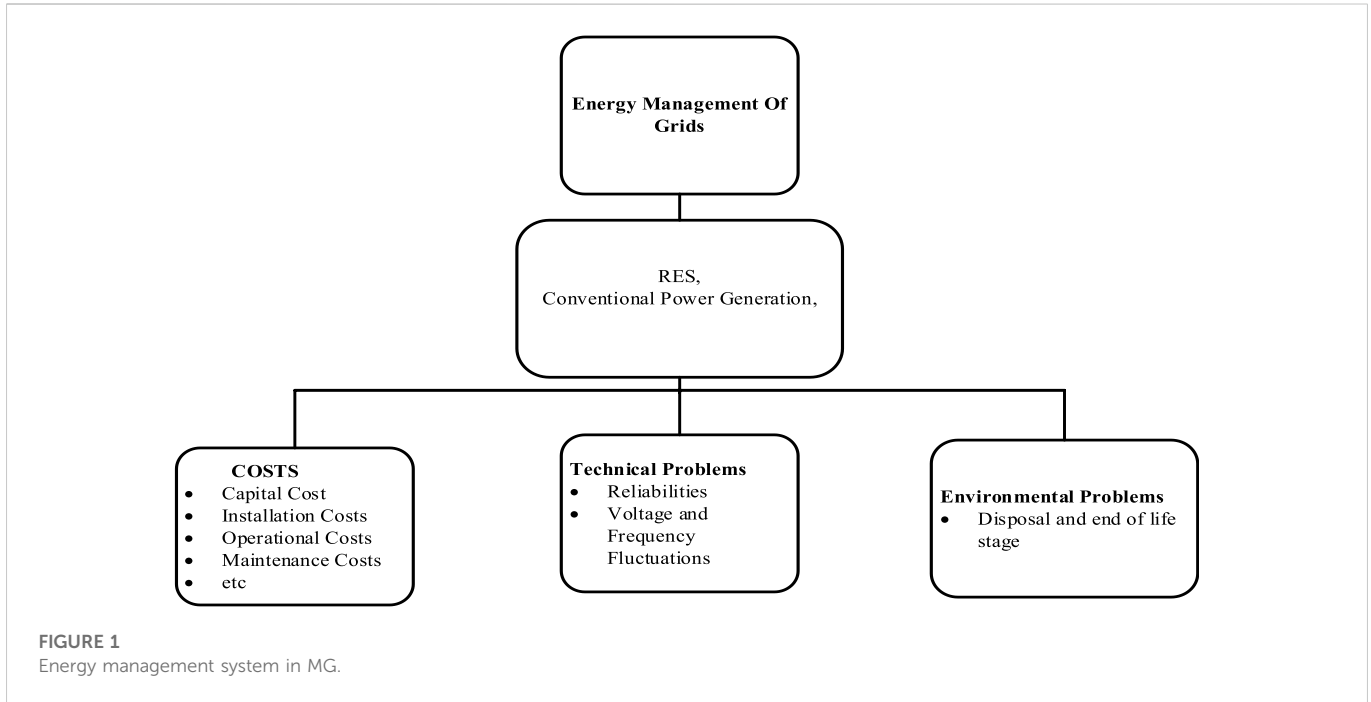 Energy Management Of
Grids
RES,
Conventional Power Generation,
COSTS
• Capital Cost
• Installation Costs
• Operational Costs
• Maintenance Costs
• etc
Technical Problems
• Reliabilities
• Voltage and
Frequency
Fluctuations
Environmental Problems
• Disposal and end of life
stage
FIGURE 1
Energy management system in MG.